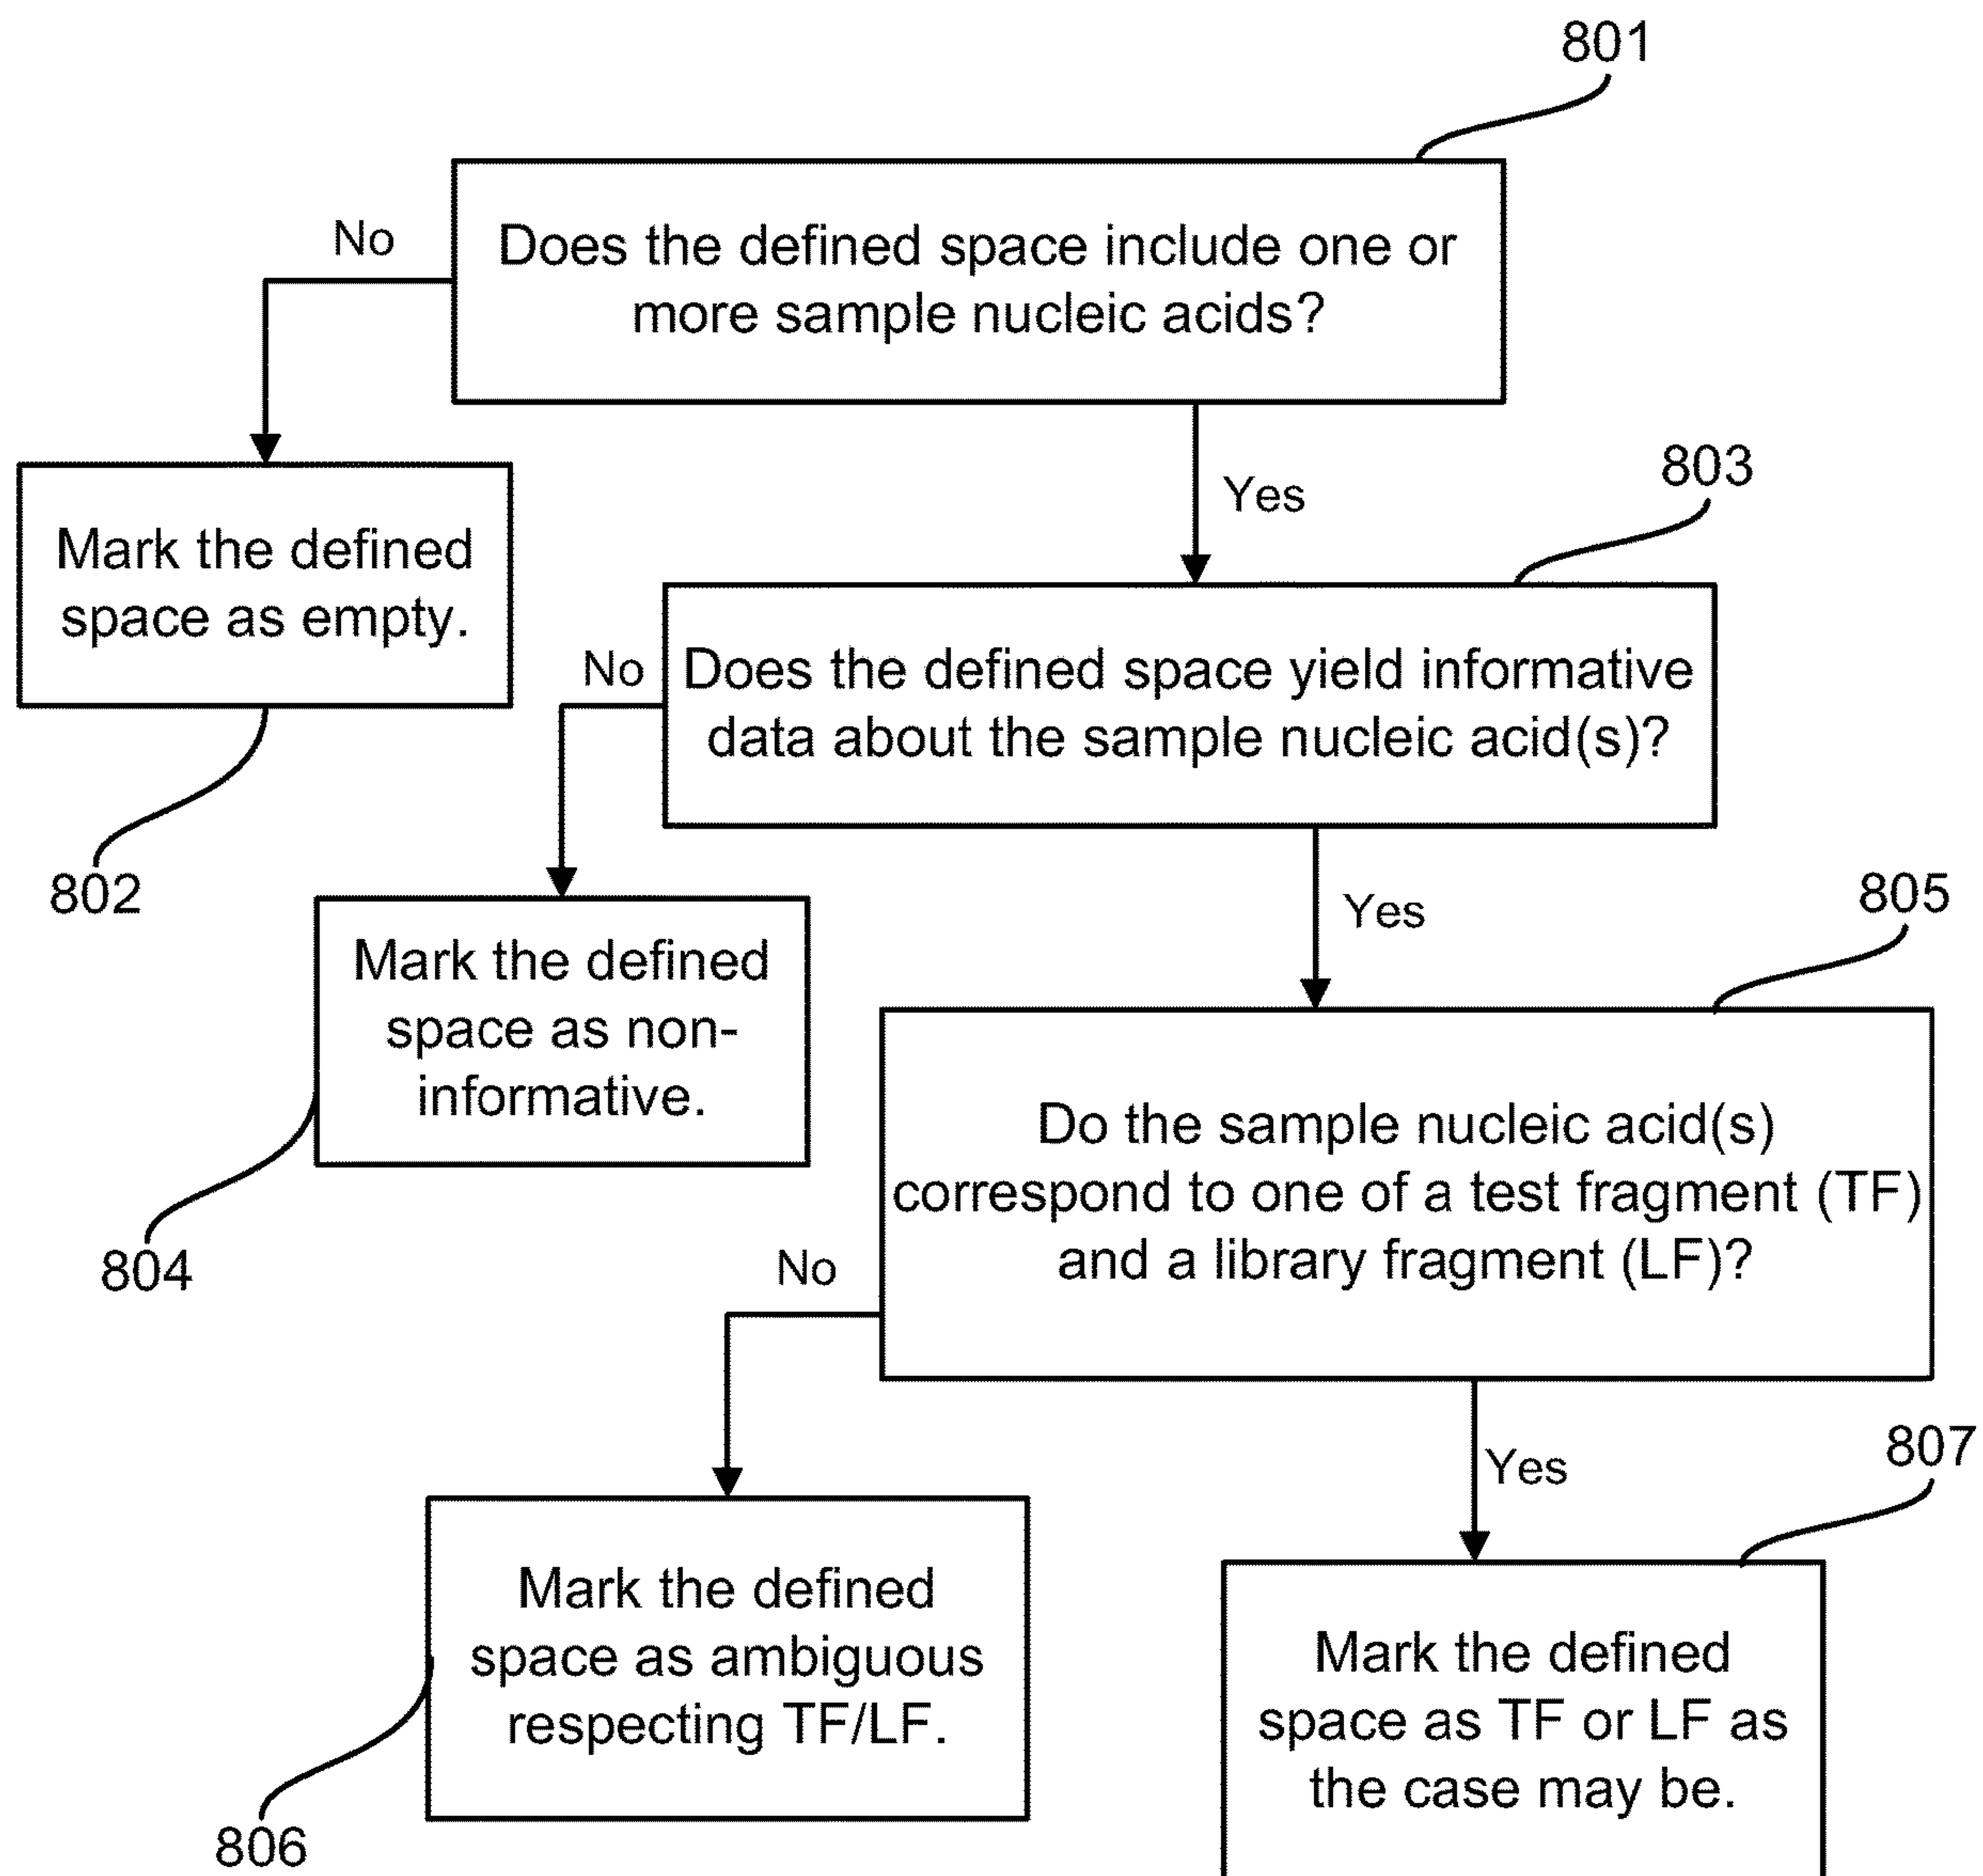 801
No
Does the defined space include one or
more sample nucleic acids?
Yes
803
Mark the defined
space as empty.
802
No
Does the defined space yield informative
data about the sample nucleic acid(s)?
Yes
805
Mark the defined
space as non-
informative.
804
Do the sample nucleic acid(s)
correspond to one of a test fragment (TF)
and a library fragment (LF)?
No
Yes
807
Mark the defined
space as ambiguous
respecting TF/LF.
806
Mark the defined
space as TF or LF as
the case may be.